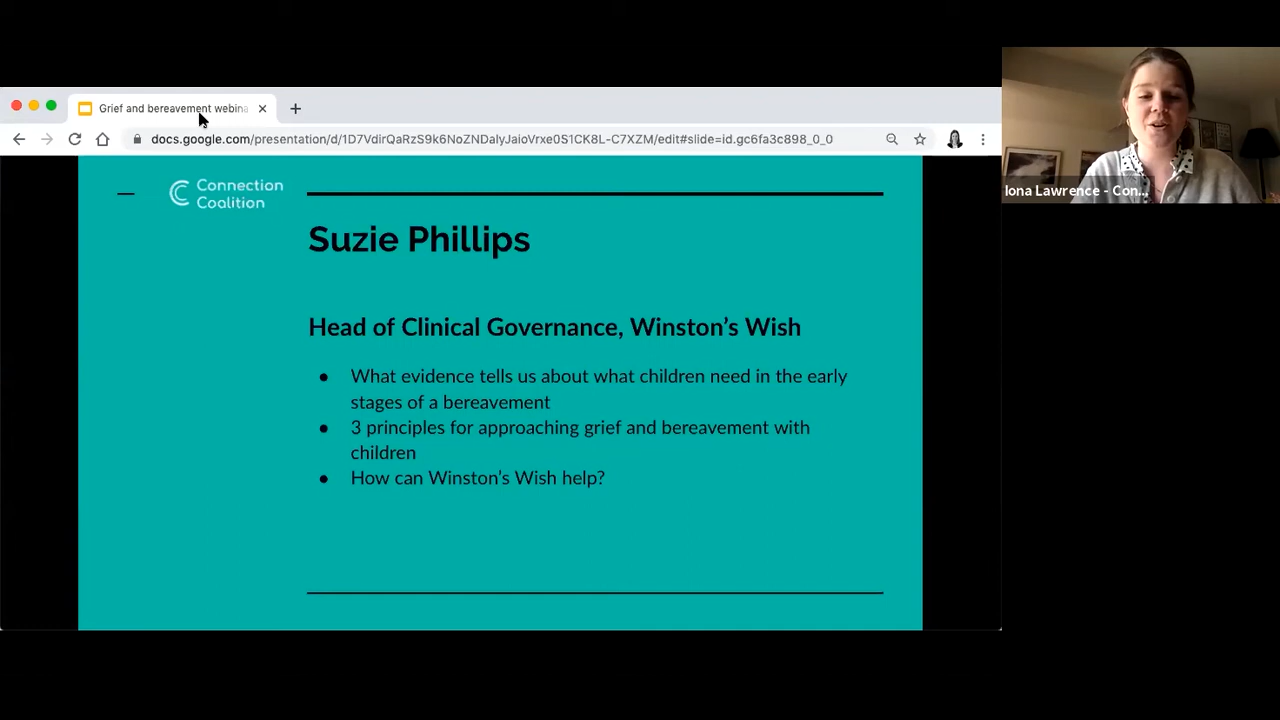 Grief and bereavement webina
docs.google.com/presentation/d/1D7VdirQaRzS9k6NoZNDalyJaioVrxe0S1CK8L-C7XZM/edit#slide=id.gc6fa3c898_0_0
Connection
Coalition
Suzie Phillips
Head of Clinical Governance, Winston's Wish
● What evidence tells us about what children need in the early
stages of a bereavement
● 3 principles for approaching grief and bereavement with
children
● How can Winston's Wish help?
Iona Lawrence - Con...